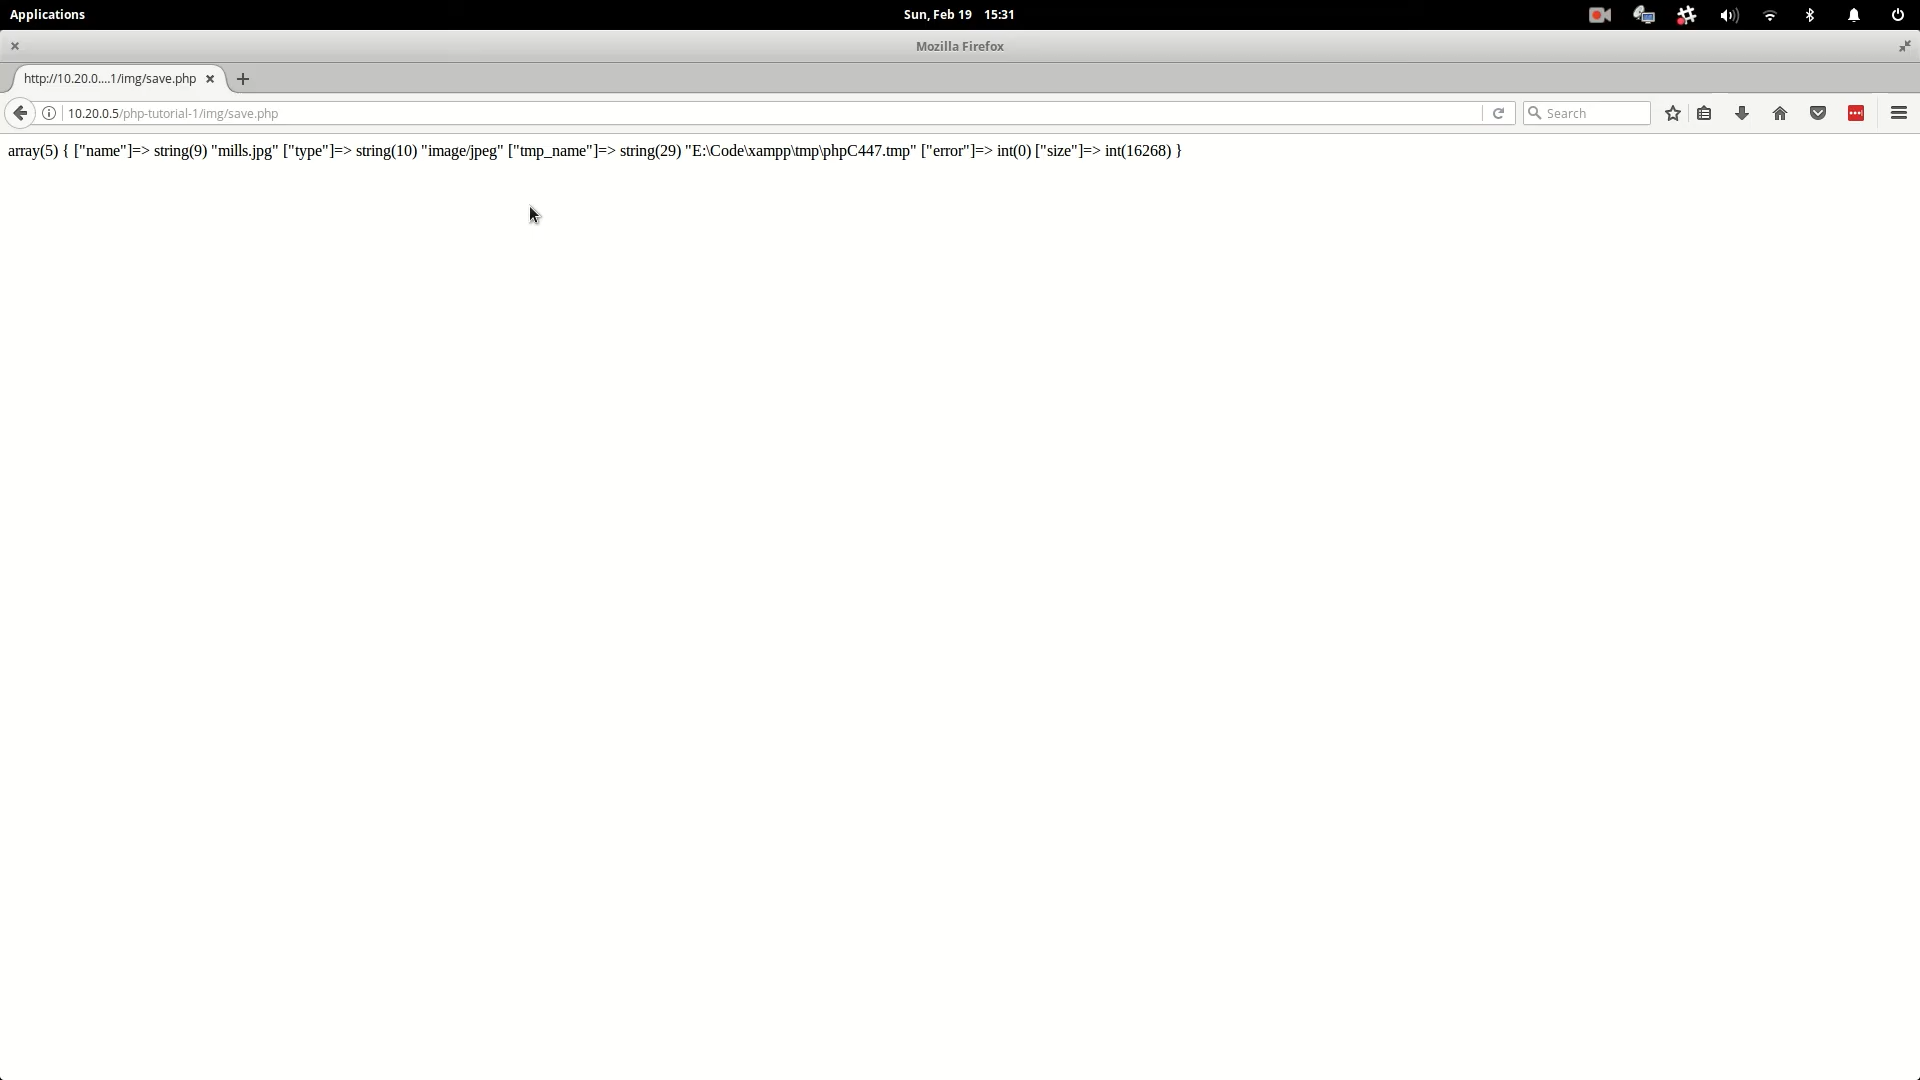 Applications
Sun, Feb 19 15:31
Mozilla Firefox
http://10.20.0....1/img/save.php
10.20.0.5/php-tutorial-1/img/save.php
Search
array(5) { ["name"]=> string(9) "mills.jpg" ["type"]=> string(10) "image/jpeg" ["tmp_name"]=> string(29) "E:\Code\xampp\tmp\phpC447.tmp" ["error"]=> int(0) ["size"]=> int(16268) }